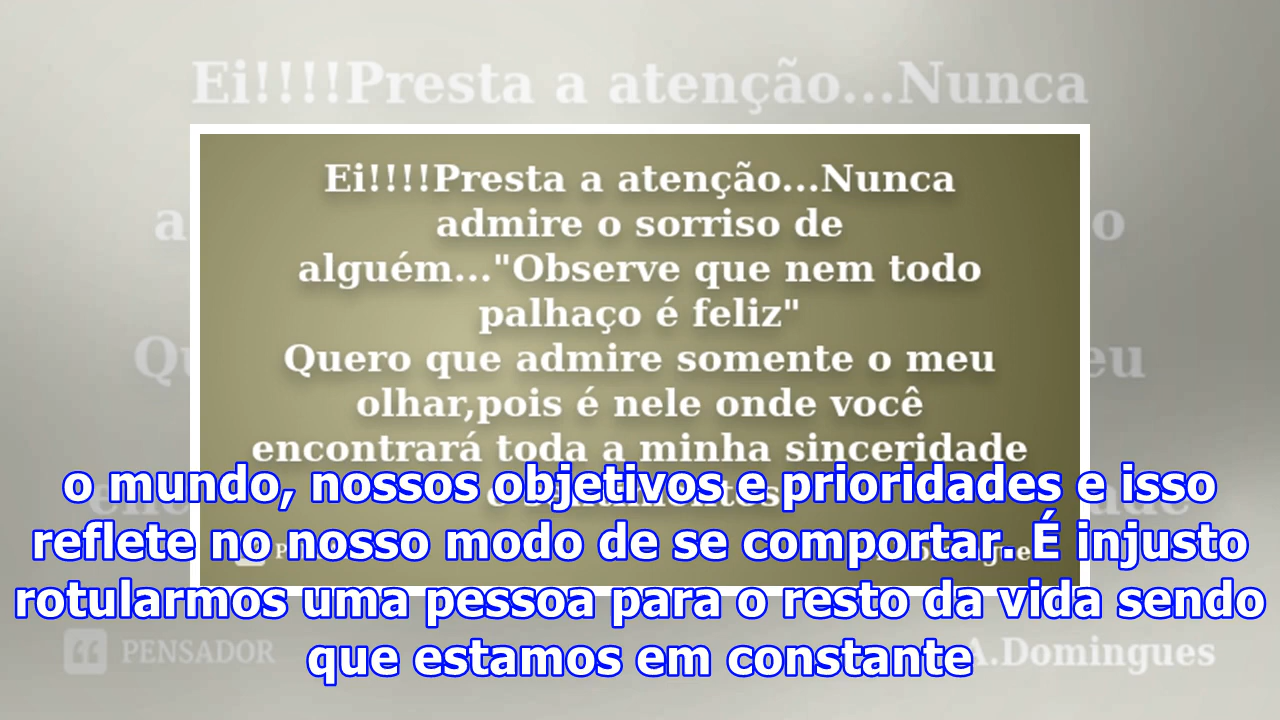 Ei!!!!Presta a atenção...Nunca
Ei!!!!Presta a atenção...Nunca
admire o sorriso de
alguém..."Observe que nem todo
palhaço é feliz"
Quero que admire somente o meu
olhar,pois é nele onde você
encontrará toda a minha sinceridade
o mundo, nossos objetivos e prioridades e isso
reflete no nosso modo de se comportar. É injusto
rotularmos uma pessoa para o resto da vida sendo
que estamos em constante
PENSADOR
A.Domingues